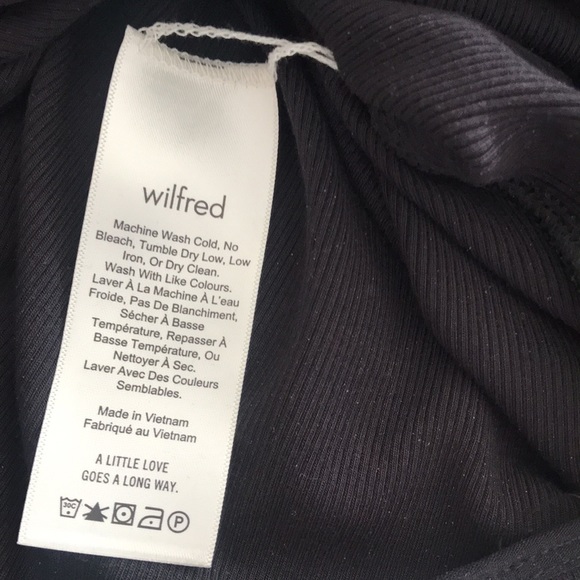 wilfred
Machine Wash Cold, No
Bleach, Tumble Dry Low, Low
Iron, Or Dry Clean.
Wash With Like Colours.
Laver À La Machine À L'eau
Froide, Pas De Blanchiment,
Sécher À Basse
Température, Repasser À
Basse Température, Ou
Nettoyer À Sec.
Laver Avec Des Couleurs
Semblables.
Made in Vietnam
Fabriqué au Vietnam
A LITTLE LOVE
GOES A LONG WAY.
30C P